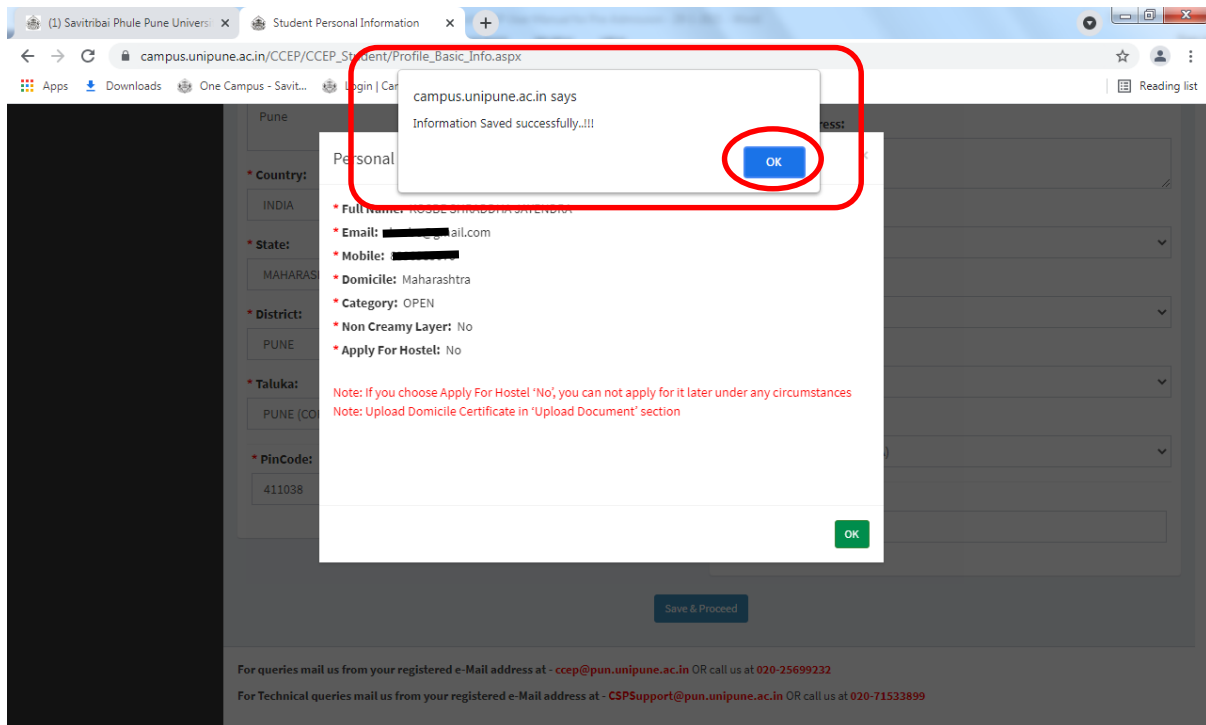 (1) Savitribai Phule Pune Universi
Student Personal Information
campus.unipune.ac.in/CCEP/CCEP_Student/Profile_Basic_Info.aspx
Apps
Downloads
One Campus - Savit...
Login | Car
Reading list
campus.unipune.ac.in says
Information Saved successfully..!!!
OK
Pune
ress:
Personal
* Country:
INDIA
* Full Name: KOSBE SHRADDHA JAYENDRA
* Email: ail.com
* State:
* Mobile:
MAHARAS
* Domicile: Maharashtra
* Category: OPEN
* District:
* Non Creamy Layer: No
PUNE
* Apply For Hostel: No
* Taluka:
Note: If you choose Apply For Hostel ‘No’, you can not apply for it later under any circumstances
PUNE (CO
Note: Upload Domicile Certificate in ‘Upload Document’ section
* PinCode:
411038
OK
Save & Proceed
For queries mail us from your registered e-Mail address at - ccep@pun.unipune.ac.in OR call us at 020-25699232
For Technical queries mail us from your registered e-Mail address at - CSPSupport@pun.unipune.ac.in OR call us at 020-71533899